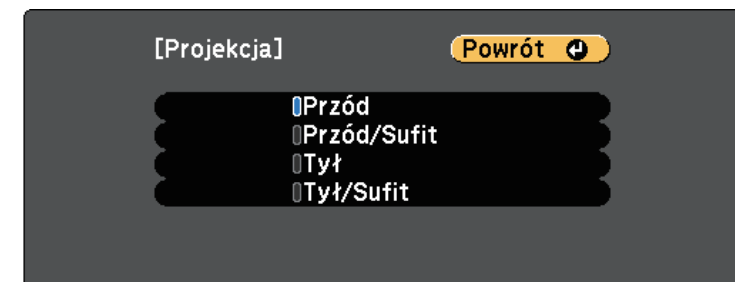 [Projekcja] Powrót
Przód
Przód/Sufit
Tył
Tył/Sufit